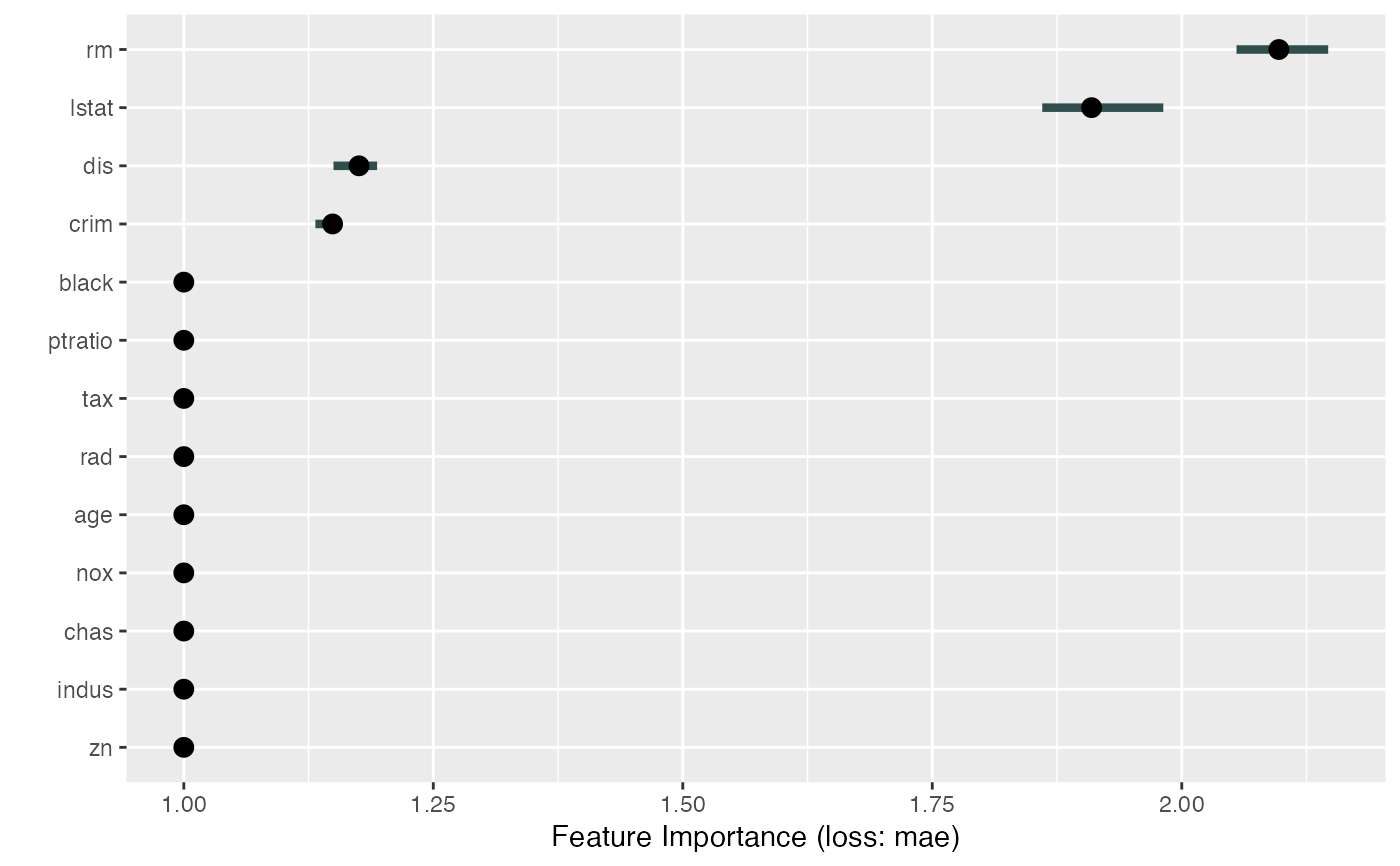 rm
lstat
dis
crim
black
ptratio
tax
rad
age
nox
chas
indus
zn
1.00 1.25 1.50 1.75 2.00
Feature Importance (loss: mae)